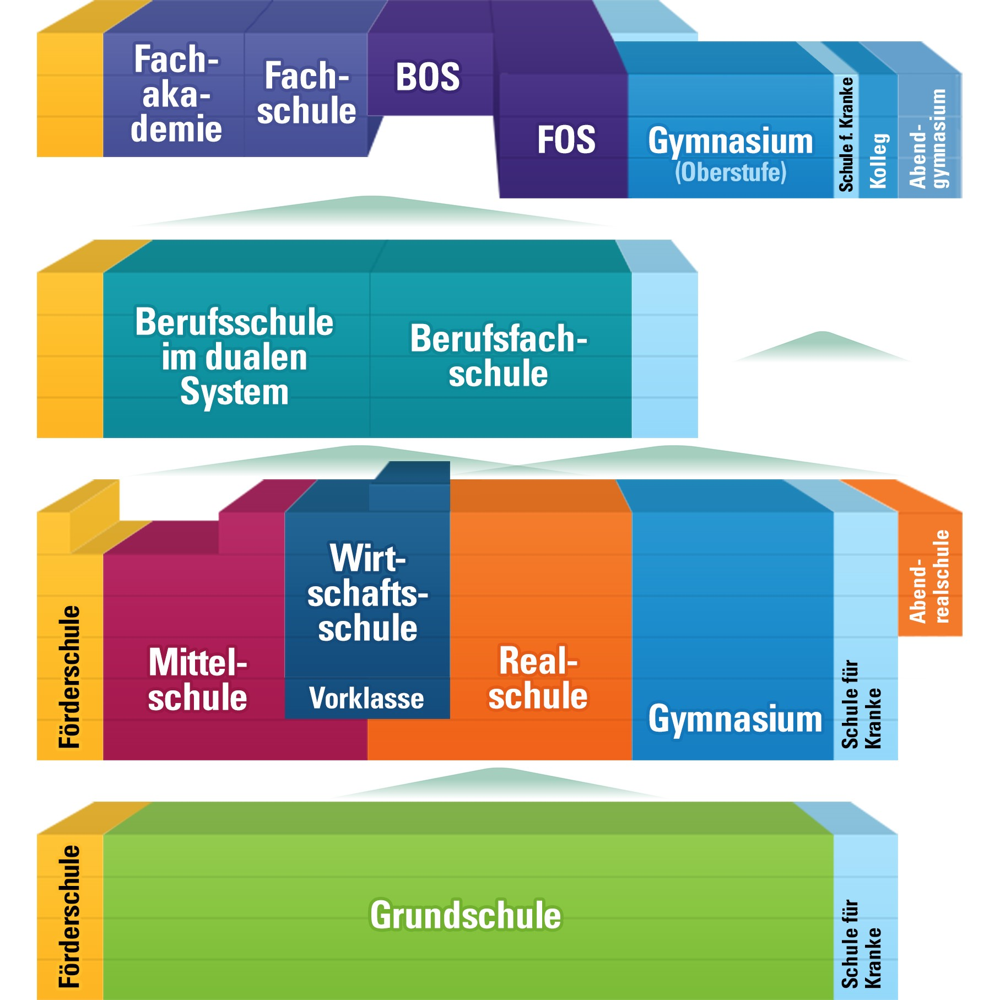 Fach-
aka-
demie
Fach-
schule
BOS
FOS
Gymnasium
(Oberstufe)
Schule f. Kranke
Kolleg
Abend-
gymnasium
Berufsschule
im dualen
System
Berufsfach-
schule
Förderschule
Mittel-
schule
Wirt-
schafts-
schule
Vorklasse
Real-
schule
Gymnasium
Schule für
Kranke
Abend-
realschule
Förderschule
Grundschule
Schule für
Kranke